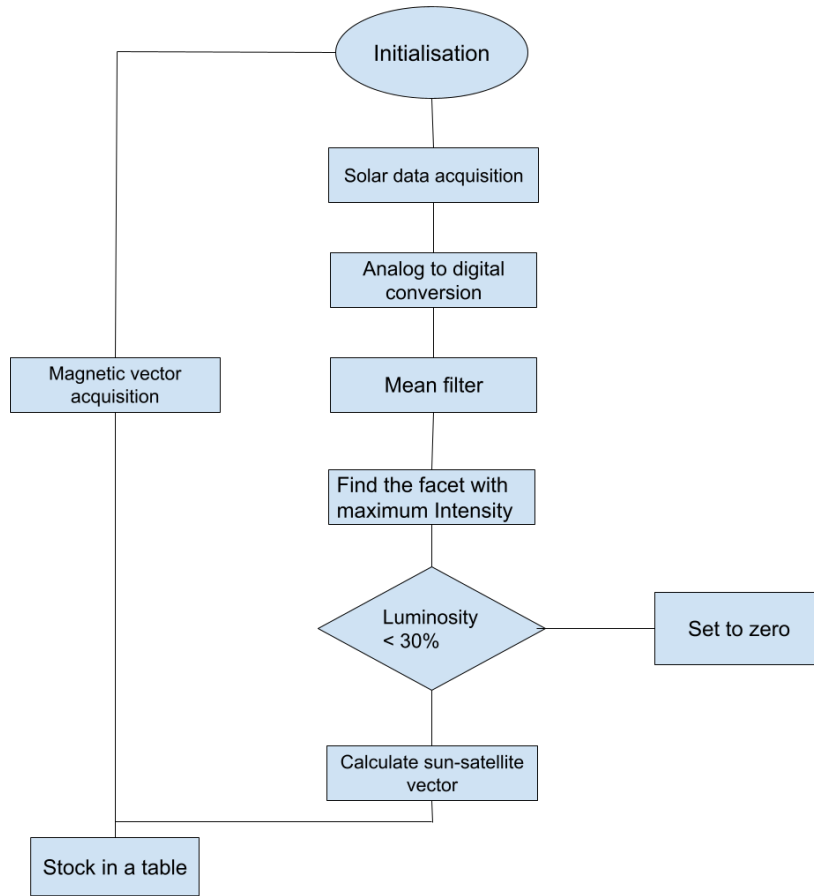 Initialisation
Solar data acquisition
Analog to digital
conversion
Magnetic vector
acquisition
Mean filter
Find the facet with
maximum Intensity
Luminosity
< 30%
Set to zero
Calculate sun-satellite
vector
Stock in a table